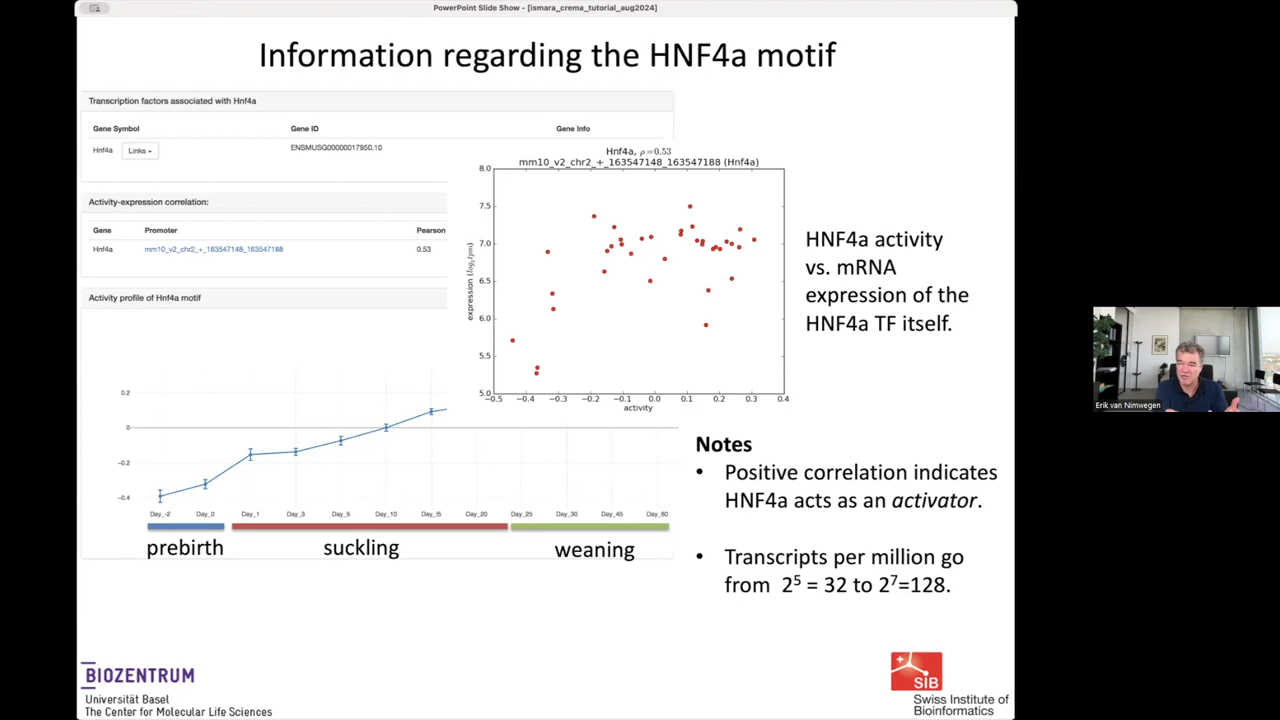 PowerPoint Slide Show - [ismara_crema_tutorial_aug2024]
Information regarding the HNF4a motif
Transcription factors associated with Hnf4a
Gene Symbol Gene ID Gene Info
Hnf4a Links ENSMUSG00000017950.10
Activity-expression correlation:
Gene Promoter Pearson
Hnf4a mm10_v2_chr2_+_163547148_163547188 0.53
Activity profile of Hnf4a motif
0.2
0
-0.2
-0.4
Day_-2 Day_0 Day_1 Day_3 Day_5 Day_10 Day_15 Day_20 Day_25 Day_30 Day_45 Day_60
prebirth suckling weaning
Hnf4a, ρ=0.53
mm10_v2_chr2_+_163547148_163547188 (Hnf4a)
8.0
7.5
7.0
6.5
6.0
5.5
5.0
expression (log₂tpm)
−0.5 −0.4 −0.3 −0.2 −0.1 0.0 0.1 0.2 0.3 0.4
activity
HNF4a activity
vs. mRNA
expression of the
HNF4a TF itself.
Notes
• Positive correlation indicates
HNF4a acts as an activator.
• Transcripts per million go
from 2⁵ = 32 to 2⁷=128.
Erik van Nimwegen
BIOZENTRUM
Universität Basel
The Center for Molecular Life Sciences
SIB
Swiss Institute of
Bioinformatics